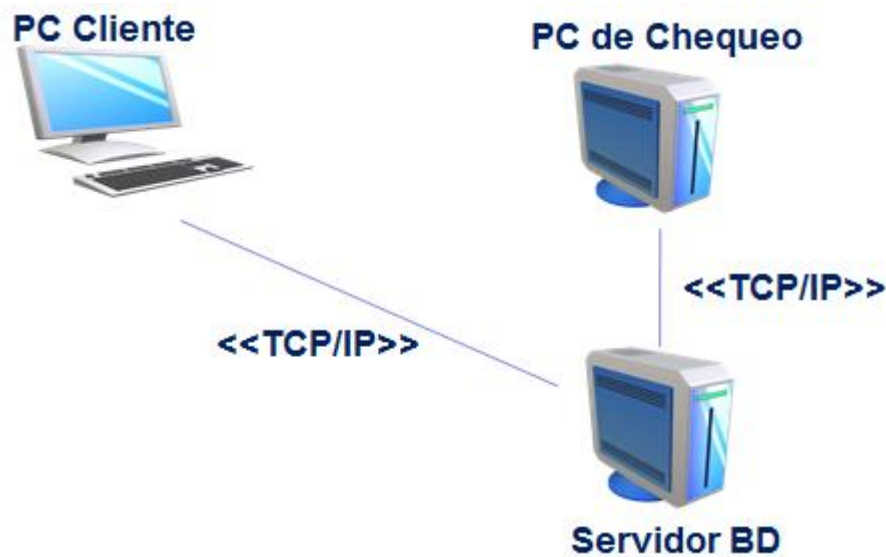 PC Cliente
PC de Chequeo
<<TCP/IP>>
<<TCP/IP>>
Servidor BD